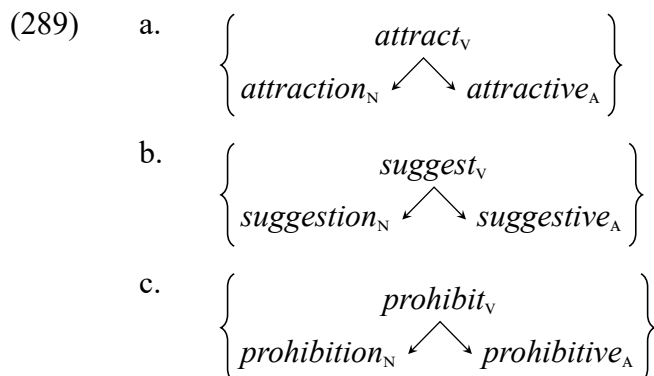 (289) a. attractᵥ
attractionₙ attractiveₐ
b. suggestᵥ
suggestionₙ suggestiveₐ
c. prohibitᵥ
prohibitionₙ prohibitiveₐ